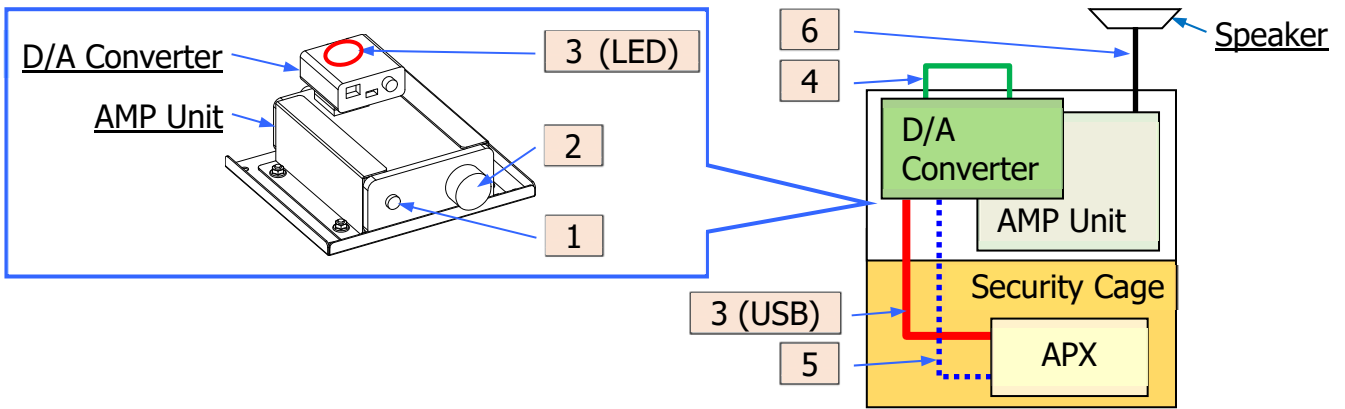 D/A Converter
AMP Unit
3 (LED)
2
1
6
4
Speaker
D/A
Converter
AMP Unit
Security Cage
3 (USB)
5
APX